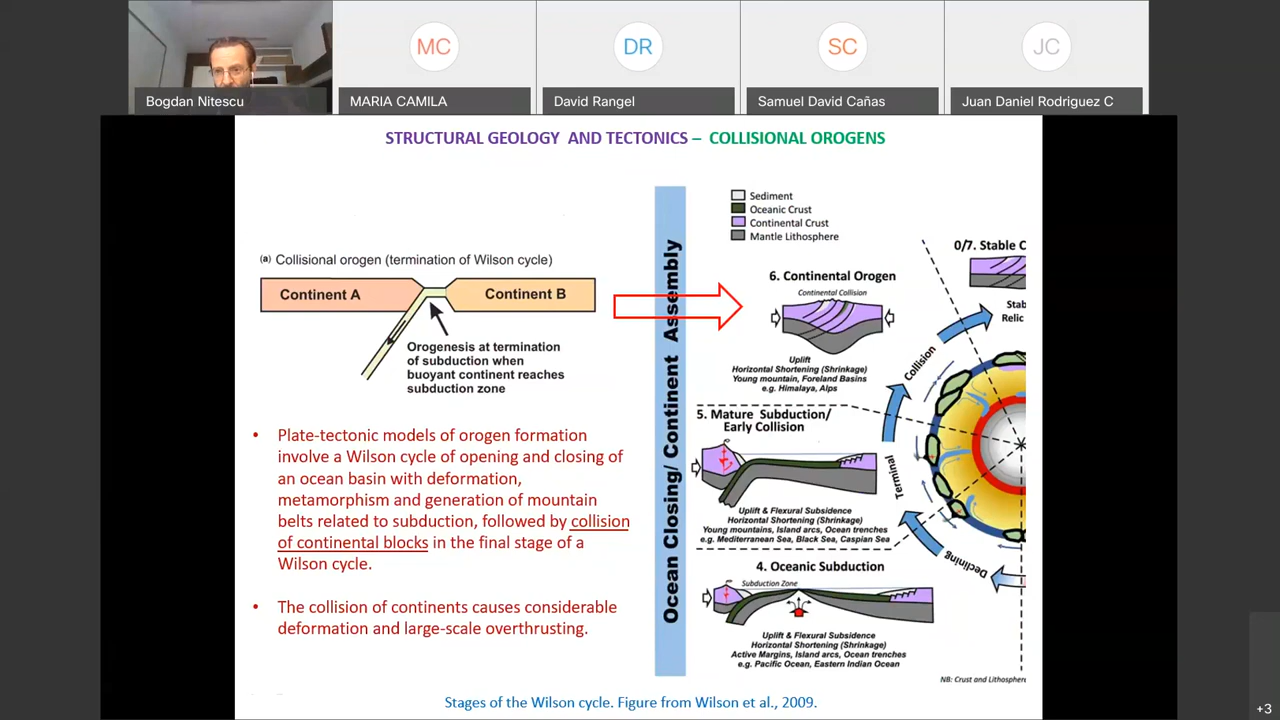 MC
DR
SC
JC
Bogdan Nitescu
MARIA CAMILA
David Rangel
Samuel David Cañas
Juan Daniel Rodriguez C
STRUCTURAL GEOLOGY AND TECTONICS – COLLISIONAL OROGENS
(a) Collisional orogen (termination of Wilson cycle)
Continent A
Continent B
Orogenesis at termination
of subduction when
buoyant continent reaches
subduction zone
• Plate-tectonic models of orogen formation
involve a Wilson cycle of opening and closing of
an ocean basin with deformation,
metamorphism and generation of mountain
belts related to subduction, followed by collision
of continental blocks in the final stage of a
Wilson cycle.
• The collision of continents causes considerable
deformation and large-scale overthrusting.
Ocean Closing/ Continent Assembly
Sediment
Oceanic Crust
Continental Crust
Mantle Lithosphere
6. Continental Orogen
Continental Collision
Uplift
Horizontal Shortening (Shrinkage)
Young mountain, Foreland Basins
e.g. Himalaya, Alps
5. Mature Subduction/
Early Collision
Uplift & Flexural Subsidence
Horizontal Shortening (Shrinkage)
Young mountains, Island arcs, Ocean trenches
e.g. Mediterranean Sea, Black Sea, Caspian Sea
4. Oceanic Subduction
Subduction Zone
Uplift & Flexural Subsidence
Horizontal Shortening (Shrinkage)
Active Margins, Island arcs, Ocean trenches
e.g. Pacific Ocean, Eastern Indian Ocean
0/7. Stable C
Stab
Relic
Collision
Terminal
Declining
NB: Crust and Lithosphere
Stages of the Wilson cycle. Figure from Wilson et al., 2009.
+3